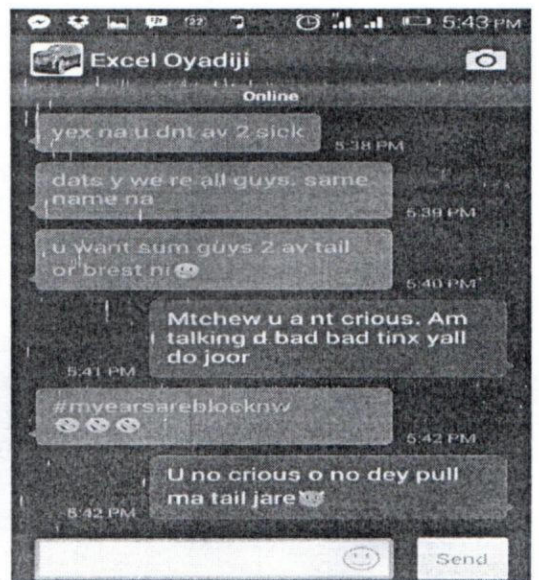 5:43 PM
Excel Oyadiji
Online
yex na u dnt av 2 sick
5:38 PM
dats y we re all guys. same
name na
5:39 PM
u want sum guys 2 av tail
or brest ni
5:40 PM
Mtchew u a nt crious. Am
talking d bad bad tinx yall
do joor
5:41 PM
#myearsareblocknw
5:42 PM
U no crious o no dey pull
ma tail jare
5:42 PM
Send